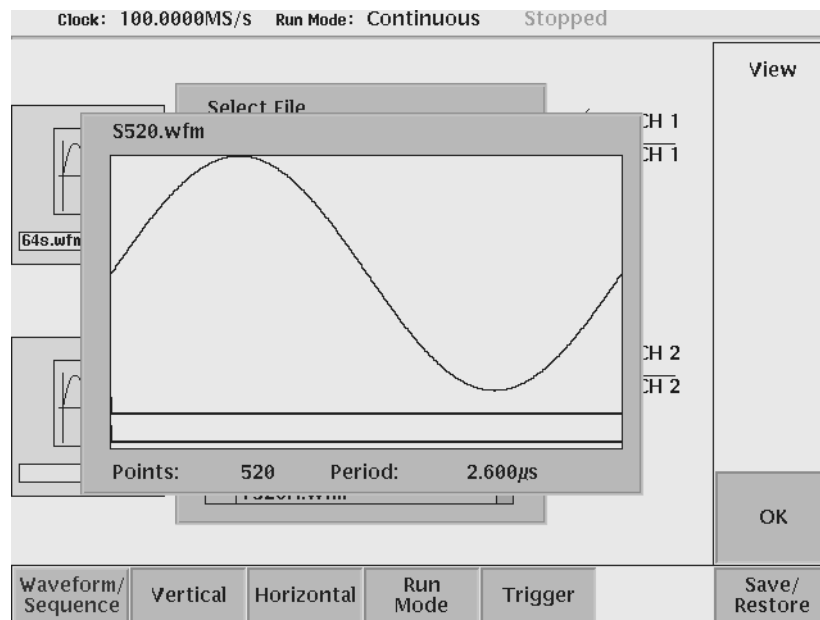 Clock: 100.0000MS/s Run Mode: Continuous Stopped
View
Select File
S520.wfm
CH 1
CH 1
64s.wfm
CH 2
CH 2
Points: 520 Period: 2.600µs
OK
Waveform/
Sequence
Vertical
Horizontal
Run
Mode
Trigger
Save/
Restore